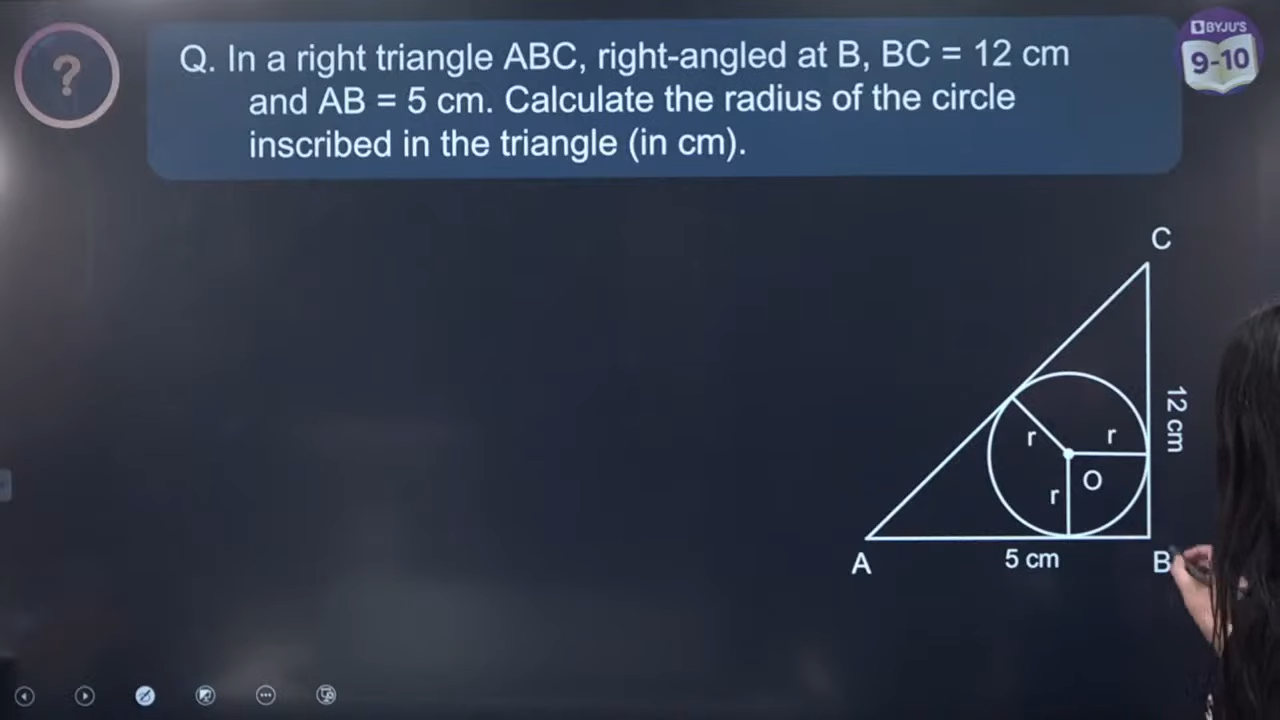 ?
Q. In a right triangle ABC, right-angled at B, BC = 12 cm
and AB = 5 cm. Calculate the radius of the circle
inscribed in the triangle (in cm).
BYJU'S
9-10
C
12 cm
r
r
O
r
A
5 cm
B